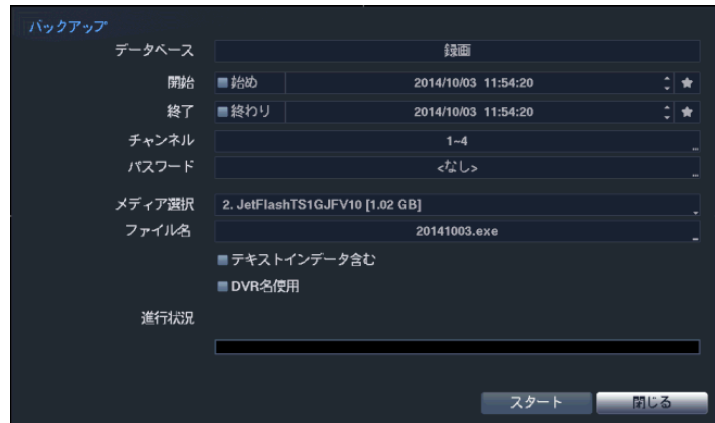 バックアップ
データベース 録画
開始 始め 2014/10/03 11:54:20
終了 終わり 2014/10/03 11:54:20
チャンネル 1~4 ...
パスワード <なし> ...
メディア選択 2. JetFlashTS1GJFV10 [1.02 GB]
ファイル名 20141003.exe
テキストインデータ含む
DVR名使用
進行状況
スタート 閉じる